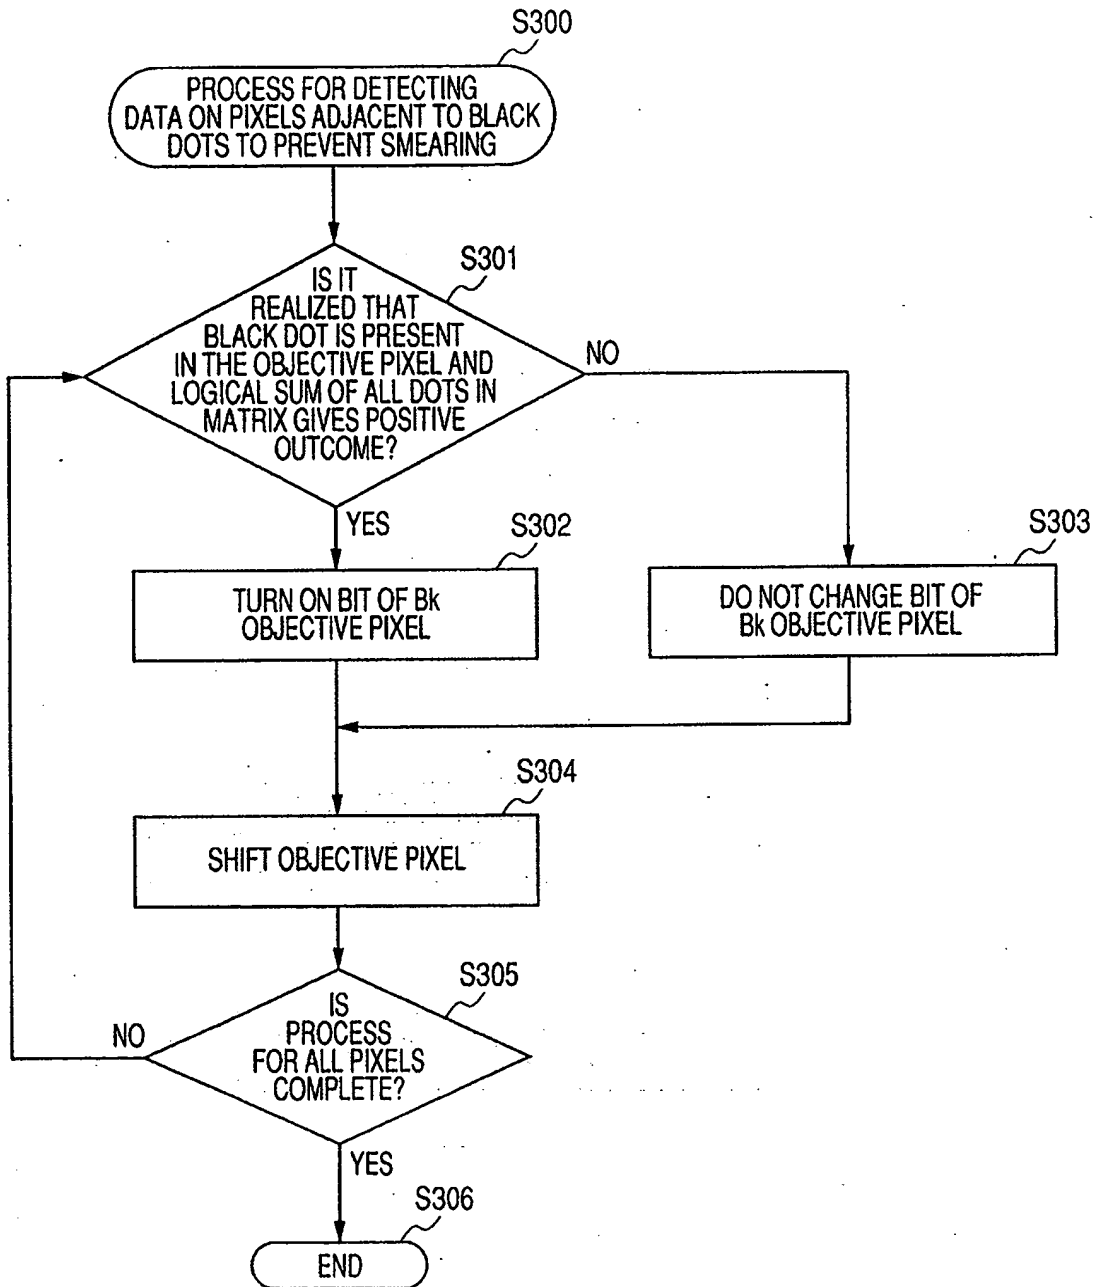 S300
PROCESS FOR DETECTING
DATA ON PIXELS ADJACENT TO BLACK
DOTS TO PREVENT SMEARING
S301
IS IT
REALIZED THAT
BLACK DOT IS PRESENT
IN THE OBJECTIVE PIXEL AND
LOGICAL SUM OF ALL DOTS IN
MATRIX GIVES POSITIVE
OUTCOME?
NO
YES
S302
TURN ON BIT OF Bk
OBJECTIVE PIXEL
S303
DO NOT CHANGE BIT OF
Bk OBJECTIVE PIXEL
S304
SHIFT OBJECTIVE PIXEL
S305
IS
PROCESS
FOR ALL PIXELS
COMPLETE?
NO
YES
S306
END